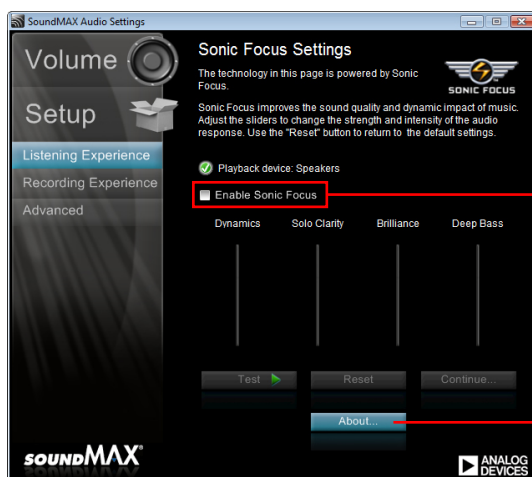 SoundMAX Audio Settings
Volume
Setup
Listening Experience
Recording Experience
Advanced
Sonic Focus Settings
The technology in this page is powered by Sonic
Focus.
SONIC FOCUS
Sonic Focus improves the sound quality and dynamic impact of music.
Adjust the sliders to change the strength and intensity of the audio
response. Use the "Reset" button to return to the default settings.
Playback device: Speakers
Enable Sonic Focus
Dynamics Solo Clarity Brilliance Deep Bass
Test Reset Continue...
About...
SOUNDMAX®
ANALOG
DEVICES